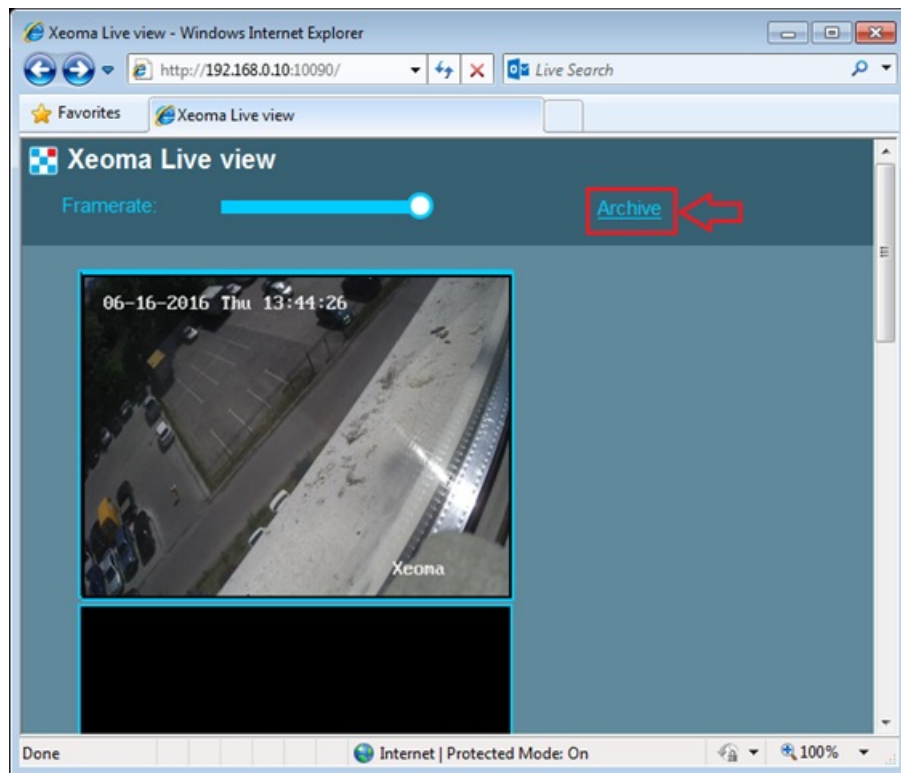 Xeoma Live view - Windows Internet Explorer
http://192.168.0.10:10090/
Live Search
Favorites
Xeoma Live view
Xeoma Live view
Framerate:
Archive
06-16-2016 Thu 13:44:26
Xeoma
Done
Internet | Protected Mode: On
100%